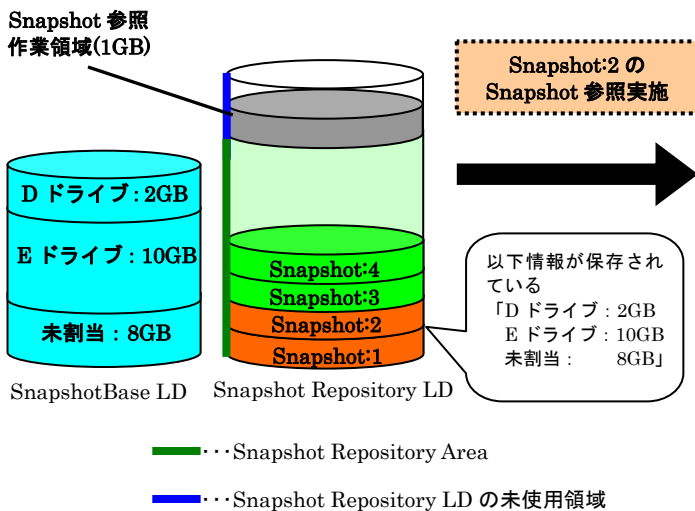 Snapshot 参照
作業領域(1GB)
Snapshot:2 の
Snapshot 参照実施
D ドライブ : 2GB
E ドライブ : 10GB
未割当 : 8GB
Snapshot:4
Snapshot:3
Snapshot:2
Snapshot:1
以下情報が保存され
ている
「D ドライブ : 2GB
E ドライブ : 10GB
未割当 : 8GB」
SnapshotBase LD
Snapshot Repository LD
･･･Snapshot Repository Area
･･･Snapshot Repository LD の未使用領域